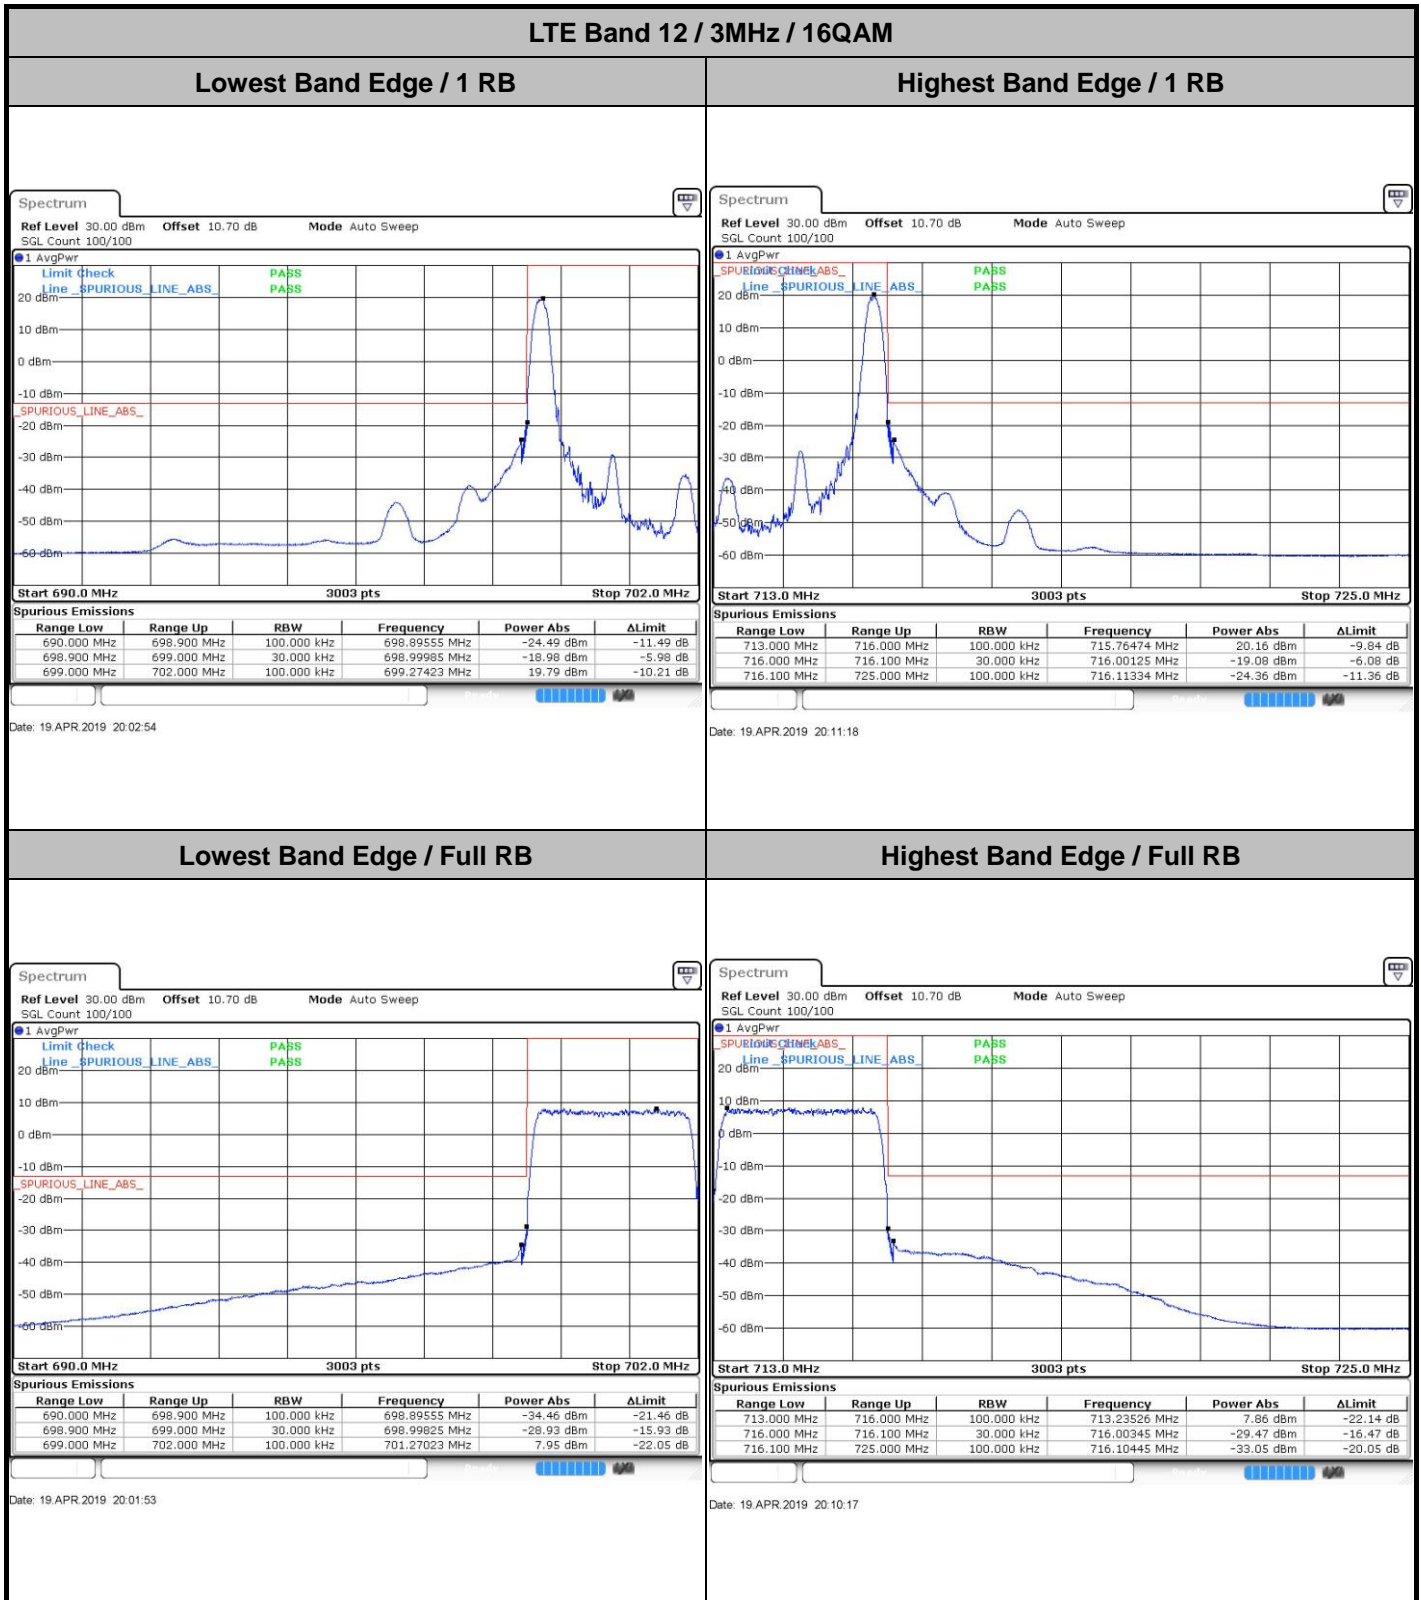 LTE Band 12 / 3MHz / 16QAM
Lowest Band Edge / 1 RB
Highest Band Edge / 1 RB
Spectrum
Ref Level 30.00 dBm Offset 10.70 dB Mode Auto Sweep
SGL Count 100/100
1 AvgPwr
Limit Check PASS
Line _SPURIOUS_LINE_ABS_ PASS
20 dBm
10 dBm
0 dBm
-10 dBm
_SPURIOUS_LINE_ABS_
-20 dBm
-30 dBm
-40 dBm
-50 dBm
-60 dBm
Start 690.0 MHz 3003 pts Stop 702.0 MHz
Spurious Emissions
Range Low Range Up RBW Frequency Power Abs ΔLimit
690.000 MHz 698.900 MHz 100.000 kHz 698.89555 MHz -24.49 dBm -11.49 dB
698.900 MHz 699.000 MHz 30.000 kHz 698.99985 MHz -18.98 dBm -5.98 dB
699.000 MHz 702.000 MHz 100.000 kHz 699.27423 MHz 19.79 dBm -10.21 dB
Ready
Date: 19.APR.2019 20:02:54
Spectrum
Ref Level 30.00 dBm Offset 10.70 dB Mode Auto Sweep
SGL Count 100/100
1 AvgPwr
_SPURIOUS_LINE_ABS_
Limit Check PASS
Line _SPURIOUS_LINE_ABS_ PASS
20 dBm
10 dBm
0 dBm
-10 dBm
-20 dBm
-30 dBm
-40 dBm
-50 dBm
-60 dBm
Start 713.0 MHz 3003 pts Stop 725.0 MHz
Spurious Emissions
Range Low Range Up RBW Frequency Power Abs ΔLimit
713.000 MHz 716.000 MHz 100.000 kHz 715.76474 MHz 20.16 dBm -9.84 dB
716.000 MHz 716.100 MHz 30.000 kHz 716.00125 MHz -19.08 dBm -6.08 dB
716.100 MHz 725.000 MHz 100.000 kHz 716.11334 MHz -24.36 dBm -11.36 dB
Ready
Date: 19.APR.2019 20:11:18
Lowest Band Edge / Full RB
Highest Band Edge / Full RB
Spectrum
Ref Level 30.00 dBm Offset 10.70 dB Mode Auto Sweep
SGL Count 100/100
1 AvgPwr
Limit Check PASS
Line _SPURIOUS_LINE_ABS_ PASS
20 dBm
10 dBm
0 dBm
-10 dBm
_SPURIOUS_LINE_ABS_
-20 dBm
-30 dBm
-40 dBm
-50 dBm
-60 dBm
Start 690.0 MHz 3003 pts Stop 702.0 MHz
Spurious Emissions
Range Low Range Up RBW Frequency Power Abs ΔLimit
690.000 MHz 698.900 MHz 100.000 kHz 698.89555 MHz -34.46 dBm -21.46 dB
698.900 MHz 699.000 MHz 30.000 kHz 698.99825 MHz -28.93 dBm -15.93 dB
699.000 MHz 702.000 MHz 100.000 kHz 701.27023 MHz 7.95 dBm -22.05 dB
Ready
Date: 19.APR.2019 20:01:53
Spectrum
Ref Level 30.00 dBm Offset 10.70 dB Mode Auto Sweep
SGL Count 100/100
1 AvgPwr
_SPURIOUS_LINE_ABS_
Limit Check PASS
Line _SPURIOUS_LINE_ABS_ PASS
20 dBm
10 dBm
0 dBm
-10 dBm
-20 dBm
-30 dBm
-40 dBm
-50 dBm
-60 dBm
Start 713.0 MHz 3003 pts Stop 725.0 MHz
Spurious Emissions
Range Low Range Up RBW Frequency Power Abs ΔLimit
713.000 MHz 716.000 MHz 100.000 kHz 713.23526 MHz 7.86 dBm -22.14 dB
716.000 MHz 716.100 MHz 30.000 kHz 716.00345 MHz -29.47 dBm -16.47 dB
716.100 MHz 725.000 MHz 100.000 kHz 716.10445 MHz -33.05 dBm -20.05 dB
Ready
Date: 19.APR.2019 20:10:17